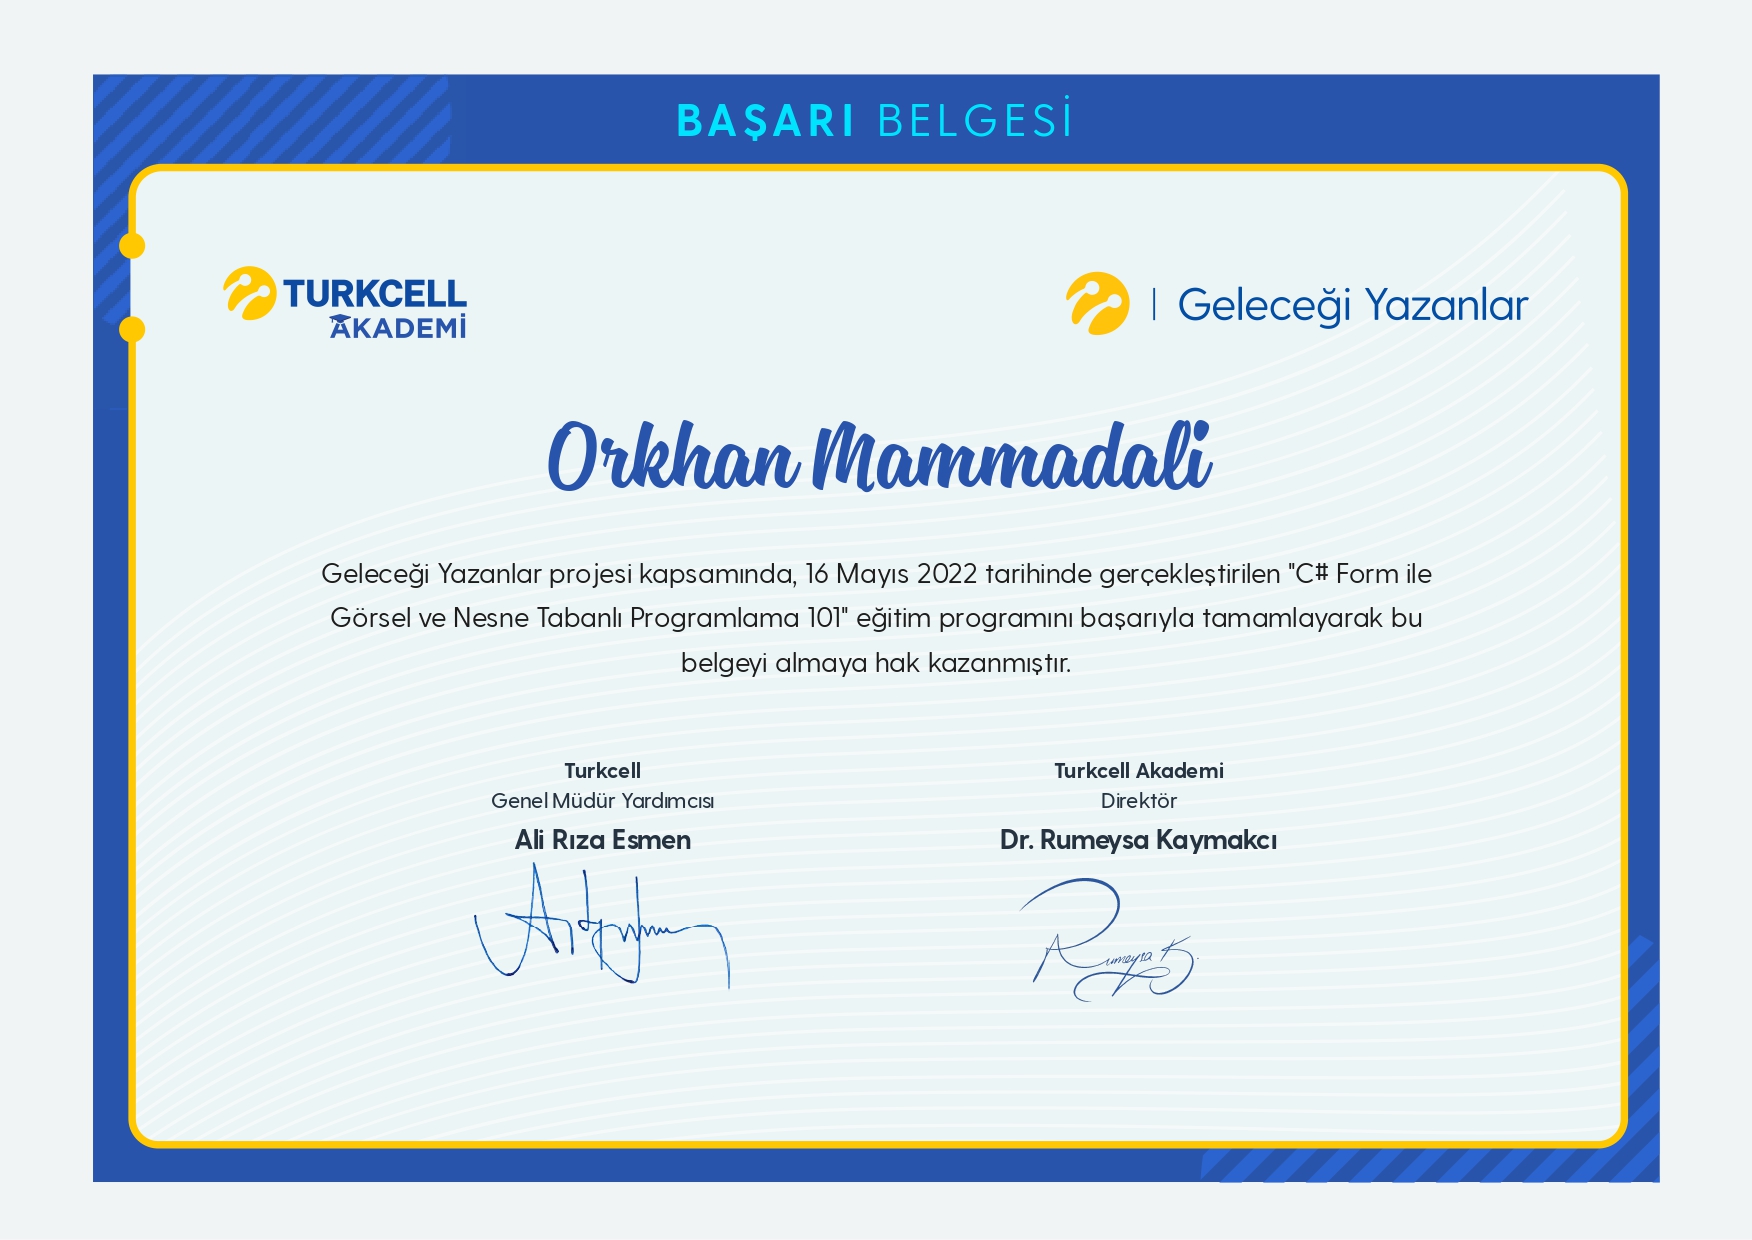 BAŞARI BELGESİ
TURKCELL
AKADEMİ
Geleceği Yazanlar
Orkhan Mammadali
Geleceği Yazanlar projesi kapsamında, 16 Mayıs 2022 tarihinde gerçekleştirilen "C# Form ile
Görsel ve Nesne Tabanlı Programlama 101" eğitim programını başarıyla tamamlayarak bu
belgeyi almaya hak kazanmıştır.
Turkcell
Genel Müdür Yardımcısı
Ali Rıza Esmen
Turkcell Akademi
Direktör
Dr. Rumeysa Kaymakcı
Rumeysa K.